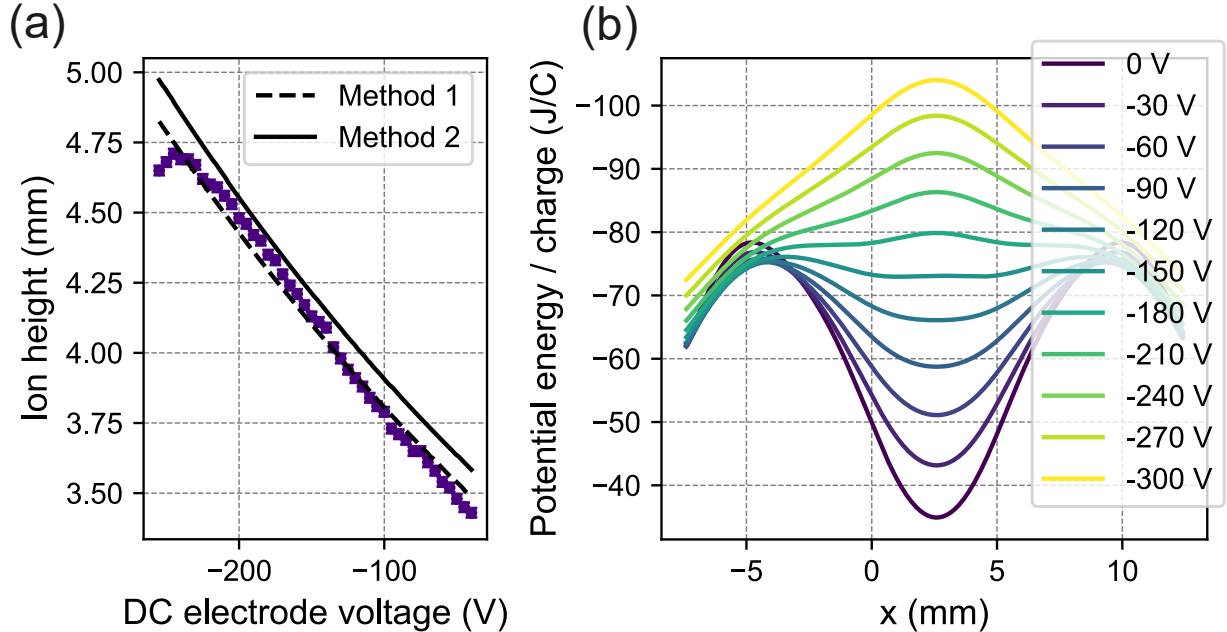 (a)
5.00
4.75
4.50
4.25
4.00
3.75
3.50
Ion height (mm)
Method 1
Method 2
−200
−100
DC electrode voltage (V)
(b)
−100
−90
−80
−70
−60
−50
−40
Potential energy / charge (J/C)
0 V
-30 V
-60 V
-90 V
-120 V
-150 V
-180 V
-210 V
-240 V
-270 V
-300 V
−5
0
5
10
x (mm)